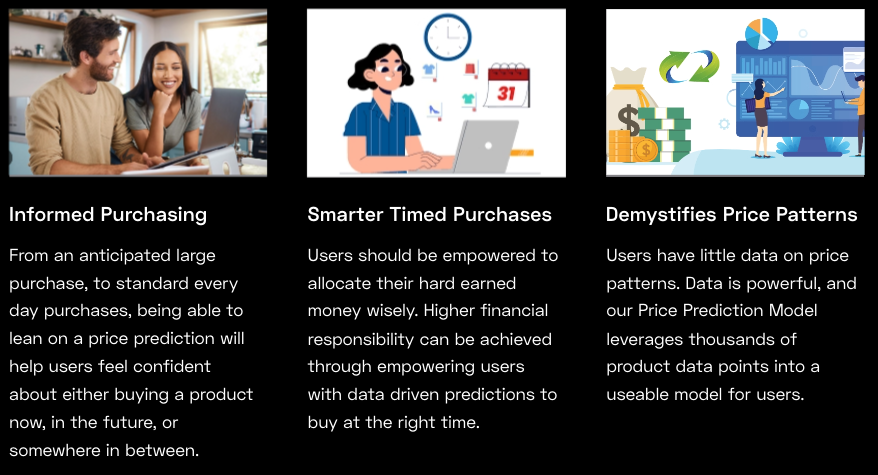 31
$
$
Informed Purchasing
From an anticipated large
purchase, to standard every
day purchases, being able to
lean on a price prediction will
help users feel confident
about either buying a product
now, in the future, or
somewhere in between.
Smarter Timed Purchases
Users should be empowered to
allocate their hard earned
money wisely. Higher financial
responsibility can be achieved
through empowering users
with data driven predictions to
buy at the right time.
Demystifies Price Patterns
Users have little data on price
patterns. Data is powerful, and
our Price Prediction Model
leverages thousands of
product data points into a
useable model for users.